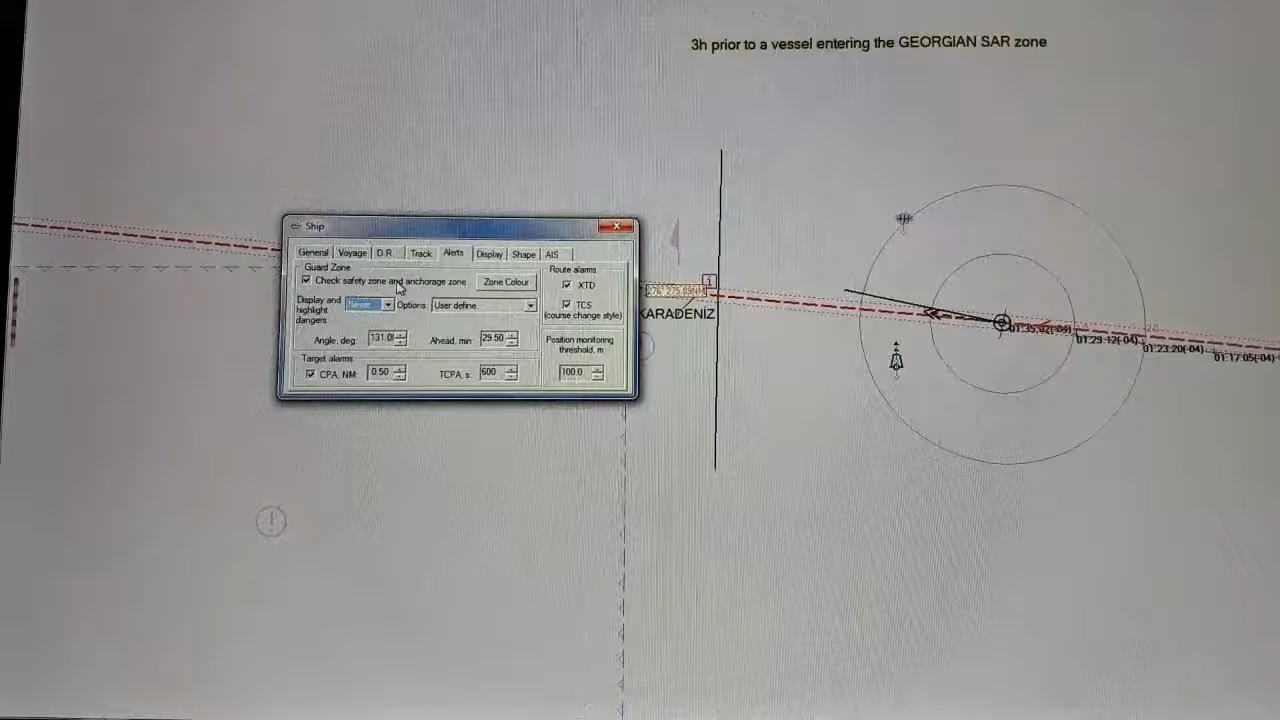 3h prior to a vessel entering the GEORGIAN SAR zone
Ship
General Voyage D.R. Track Alerts Display Shape AIS
Guard Zone
Check safety zone and anchorage zone
Zone Colour
Display and highlight dangers
Never
Options:
User define
Angle, deg:
131.0
Ahead, min:
29.50
Target alarms
CPA, NM:
0.50
TCPA, s:
600
Route alarms
XTD
TCS
(course change style)
Position monitoring
threshold, m
100.0
KARADENİZ
01:29:12(-04)
01:23:20(-04)
01:17:05(-04)